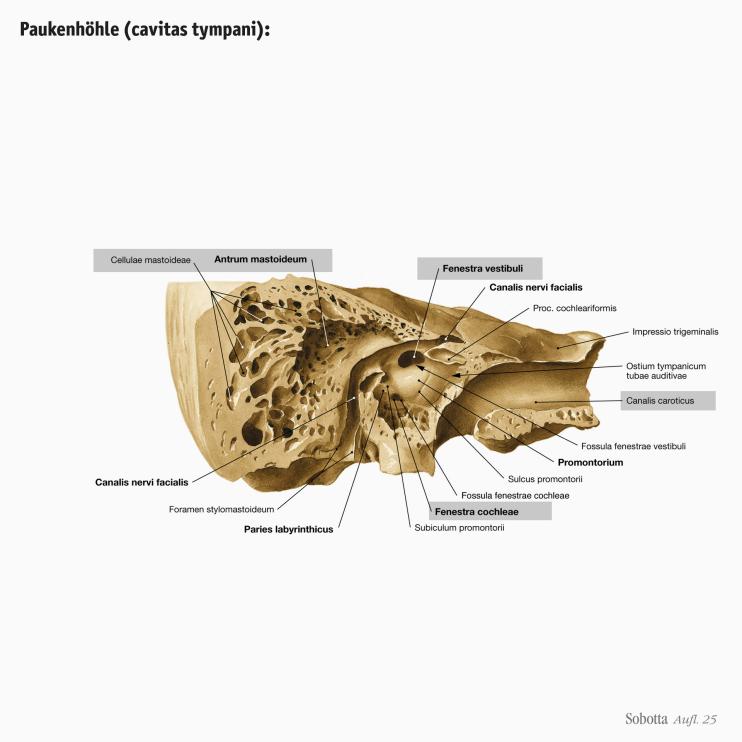 Paukenhöhle (cavitas tympani):
Cellulae mastoideae
Antrum mastoideum
Fenestra vestibuli
Canalis nervi facialis
Proc. cochleariformis
Impressio trigeminalis
Ostium tympanicum
tubae auditivae
Canalis caroticus
Fossula fenestrae vestibuli
Promontorium
Sulcus promontorii
Canalis nervi facialis
Fossula fenestrae cochleae
Foramen stylomastoideum
Fenestra cochleae
Paries labyrinthicus
Subiculum promontorii
Sobotta Aufl. 25